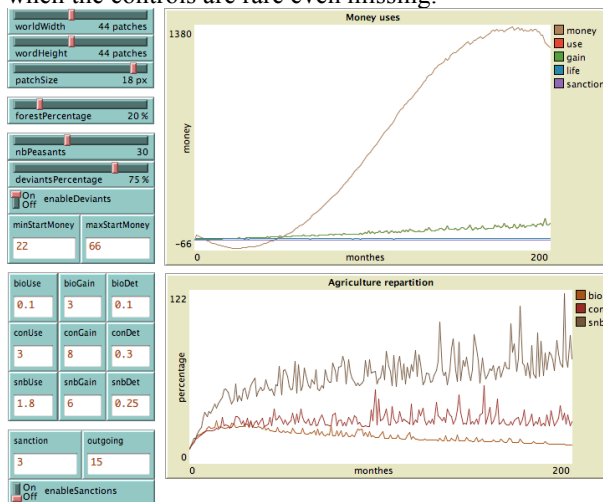 when the controls are rare even missing.
worldWidth 44 patches
wordHeight 44 patches
patchSize 18 px
forestPercentage 20 %
nbPeasants 30
deviantsPercentage 75 %
On
Off
enableDeviants
minStartMoney maxStartMoney
22 66
bioUse bioGain bioDet
0.1 3 0.1
conUse conGain conDet
3 8 0.3
snbUse snbGain snbDet
1.8 6 0.25
sanction outgoing
3 15
On
Off
enableSanctions
Money uses
1380
money
-66
0 monthes 200
money
use
gain
life
sanction
Agriculture repartition
122
percentage
0
0 monthes 200
bio
con
snb